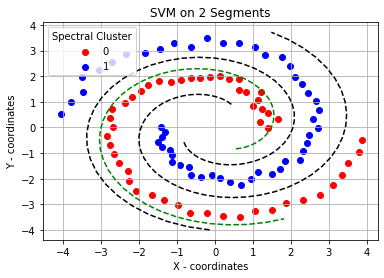 SVM on 2 Segments
Spectral Cluster
0
1
Y - coordinates
4
3
2
1
0
−1
−2
−3
−4
−4 −3 −2 −1 0 1 2 3 4
X - coordinates